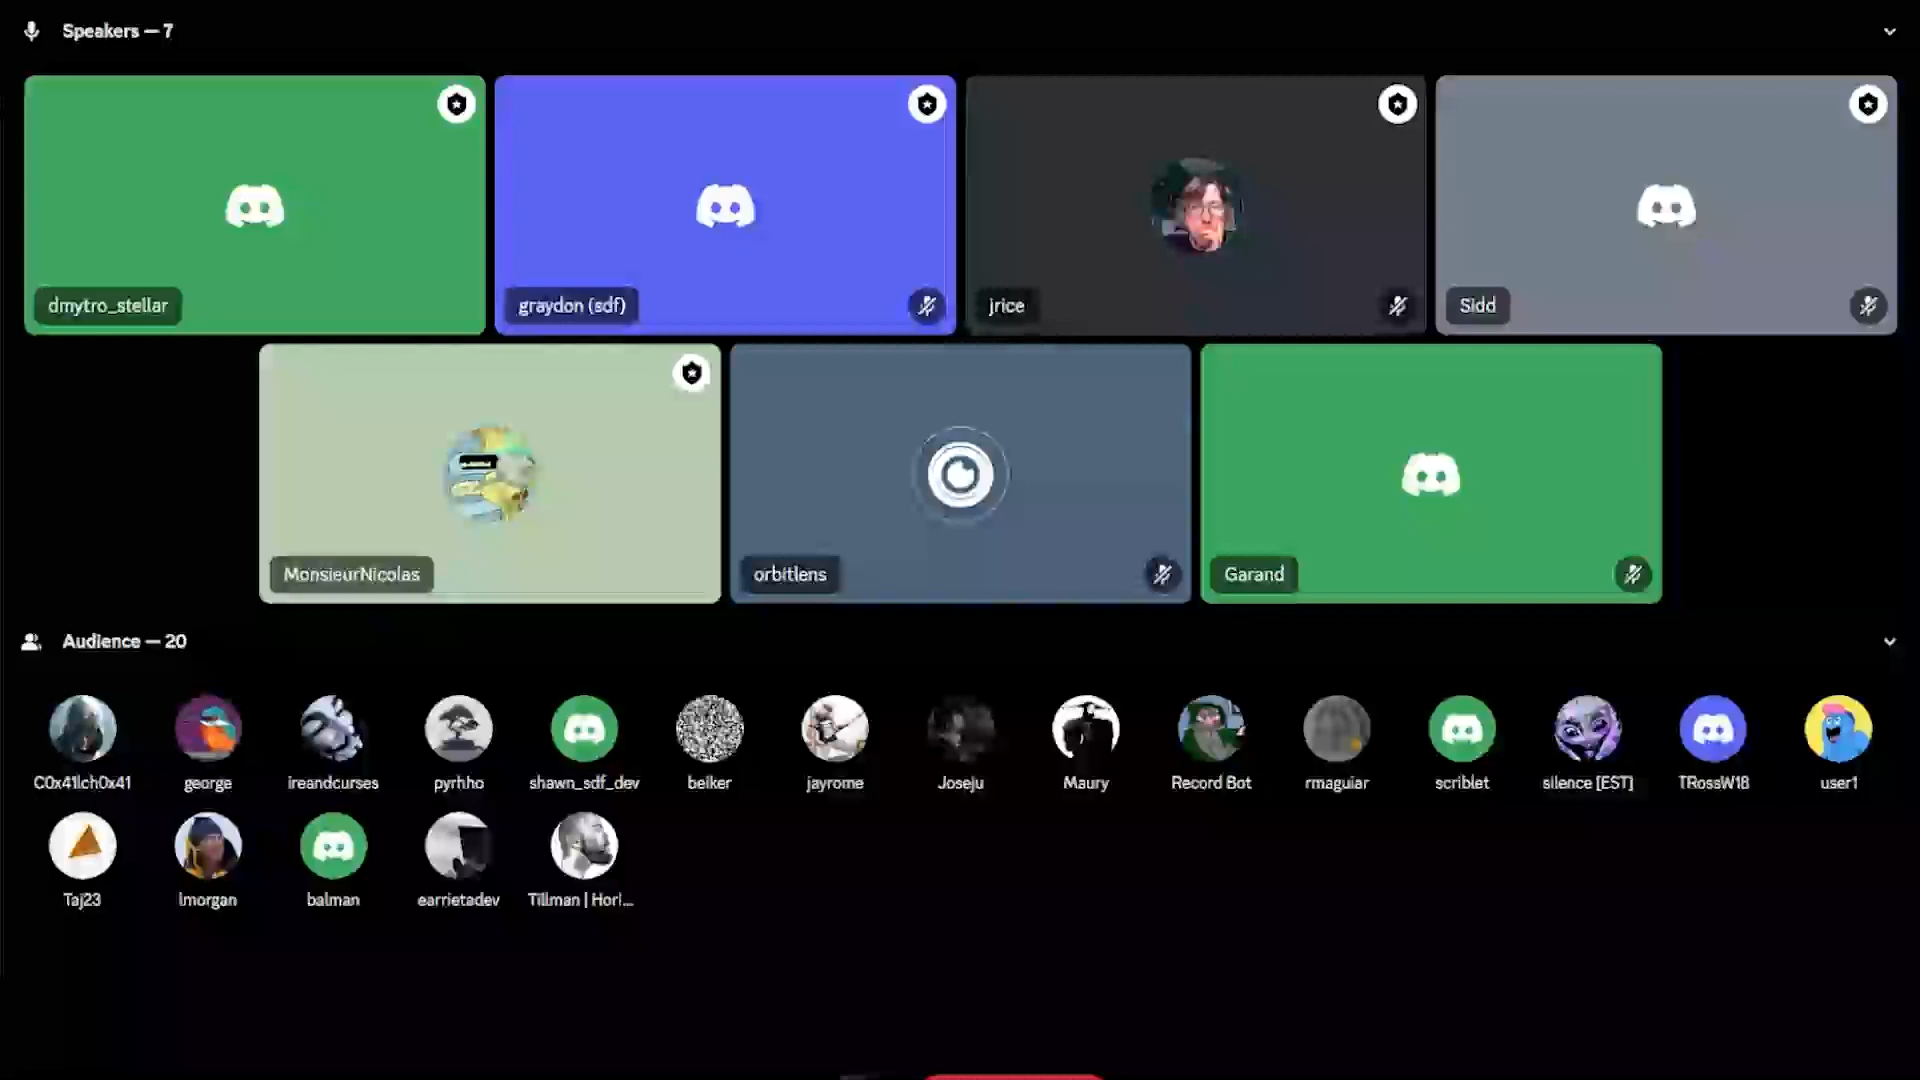 Speakers — 7
dmytro_stellar
graydon (sdf)
jrice
Sidd
MonsieurNicolas
orbitlens
Garand
Audience — 20
C0x41lch0x41
george
ireandcurses
pyrhho
shawn_sdf_dev
beiker
jayrome
Joseju
Maury
Record Bot
rmaguiar
scriblet
silence [EST]
TRossW18
user1
Taj23
lmorgan
balman
earrietadev
Tillman | Hori...